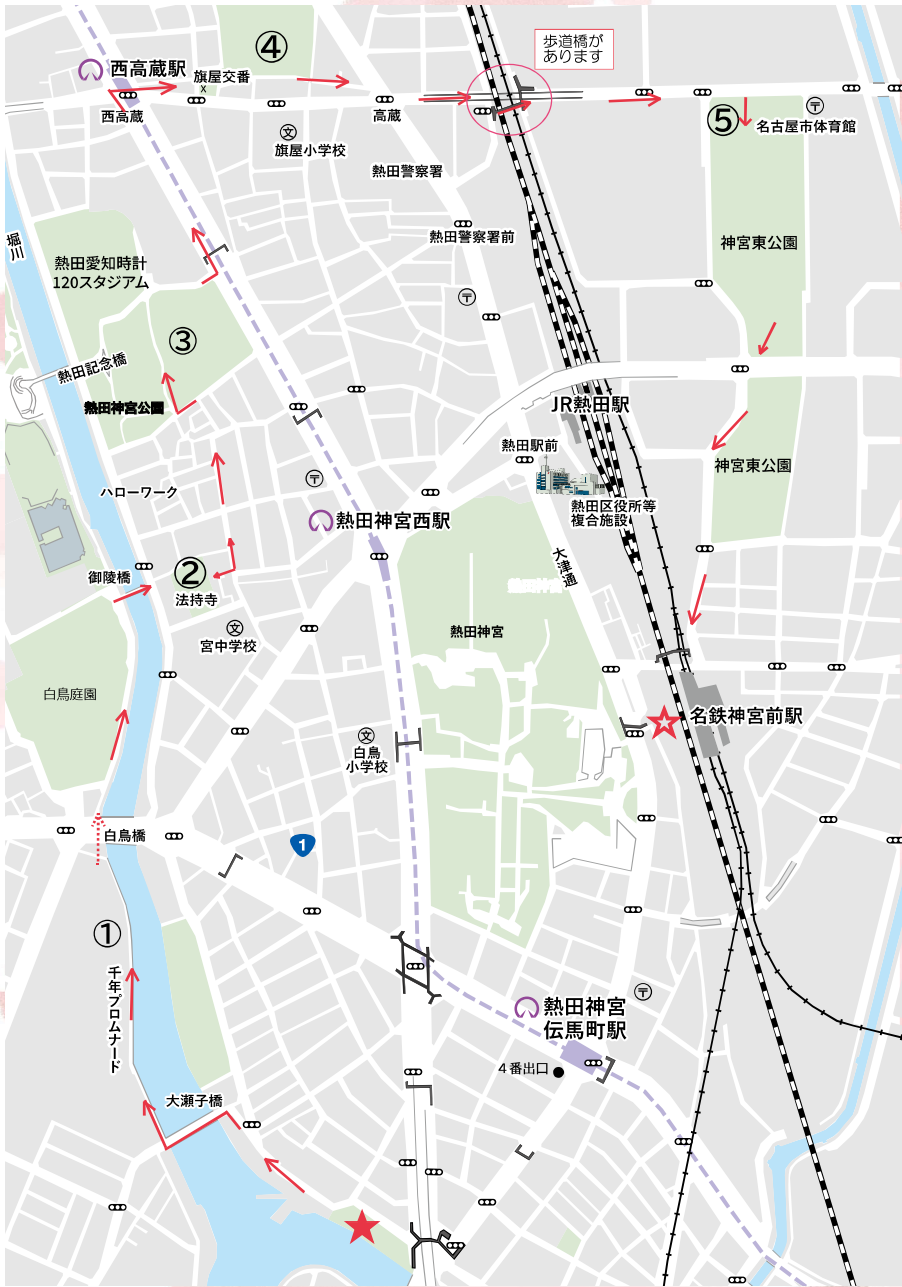 ④
歩道橋が
あります
西高蔵駅
旗屋交番
x
西高蔵
高蔵
⑤
〒
名古屋市体育館
文
旗屋小学校
熱田警察署
堀川
熱田警察署前
神宮東公園
熱田愛知時計
120スタジアム
〒
③
熱田記念橋
熱田神宮公園
JR熱田駅
熱田駅前
神宮東公園
〒
ハローワーク
熱田区役所等
複合施設
熱田神宮西駅
大津通
御陵橋
②
法持寺
文
宮中学校
熱田神宮
白鳥庭園
名鉄神宮前駅
文
白鳥
小学校
白鳥橋
1
①
千年プロムナード
〒
熱田神宮
伝馬町駅
4番出口
大瀬子橋